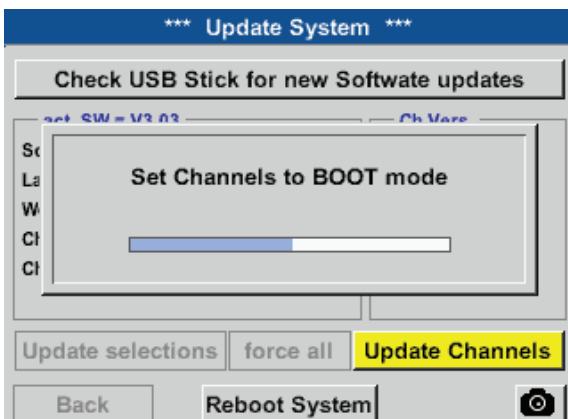 *** Update System ***
Check USB Stick for new Softwate updates
act. SW = V3.03
Ch Vers.
Set Channels to BOOT mode
Update selections force all Update Channels
Back Reboot System